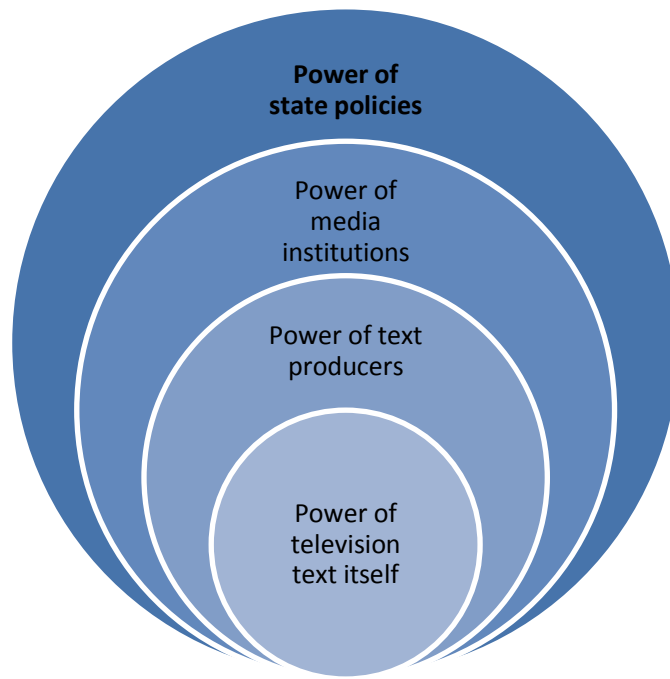 Power of
state policies
Power of
media
institutions
Power of text
producers
Power of
television
text itself